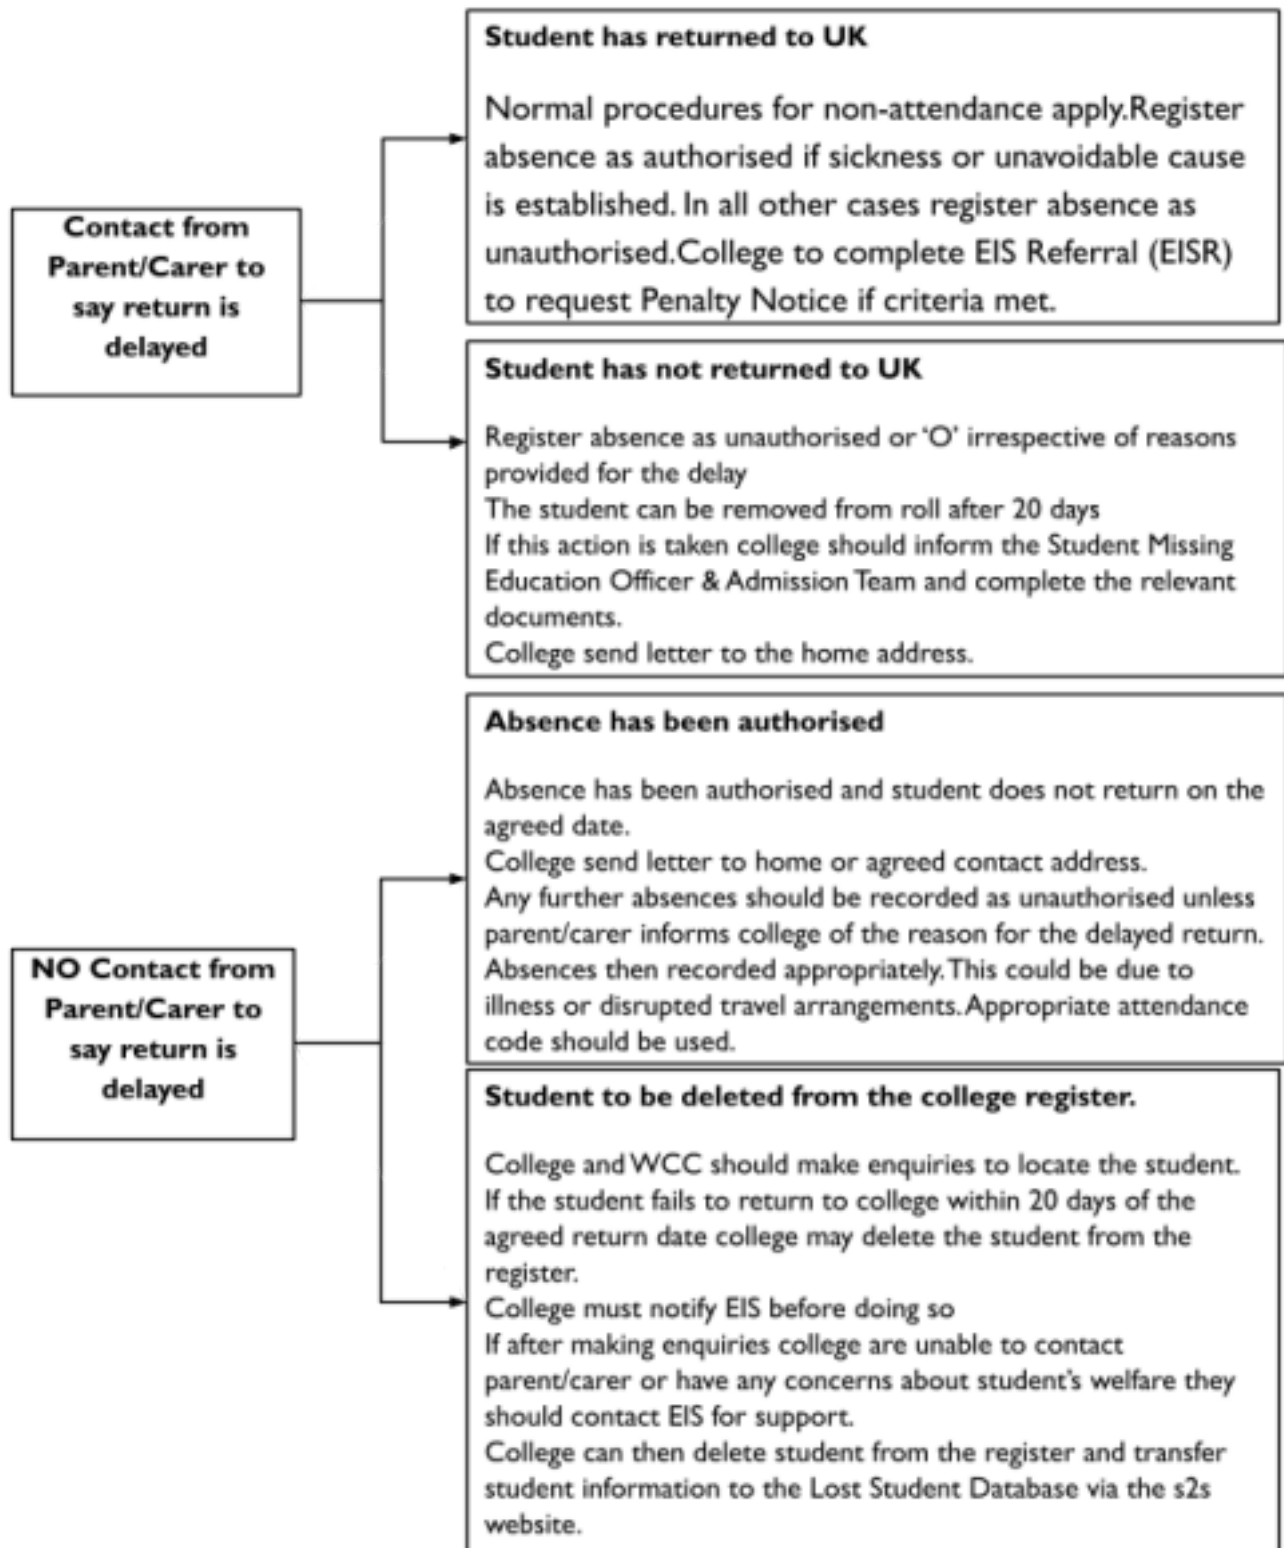 Contact from
Parent/Carer to
say return is
delayed
Student has returned to UK
Normal procedures for non-attendance apply.Register
absence as authorised if sickness or unavoidable cause
is established. In all other cases register absence as
unauthorised.College to complete EIS Referral (EISR)
to request Penalty Notice if criteria met.
Student has not returned to UK
Register absence as unauthorised or ‘O’ irrespective of reasons
provided for the delay
The student can be removed from roll after 20 days
If this action is taken college should inform the Student Missing
Education Officer & Admission Team and complete the relevant
documents.
College send letter to the home address.
NO Contact from
Parent/Carer to
say return is
delayed
Absence has been authorised
Absence has been authorised and student does not return on the
agreed date.
College send letter to home or agreed contact address.
Any further absences should be recorded as unauthorised unless
parent/carer informs college of the reason for the delayed return.
Absences then recorded appropriately.This could be due to
illness or disrupted travel arrangements.Appropriate attendance
code should be used.
Student to be deleted from the college register.
College and WCC should make enquiries to locate the student.
If the student fails to return to college within 20 days of the
agreed return date college may delete the student from the
register.
College must notify EIS before doing so
If after making enquiries college are unable to contact
parent/carer or have any concerns about student’s welfare they
should contact EIS for support.
College can then delete student from the register and transfer
student information to the Lost Student Database via the s2s
website.